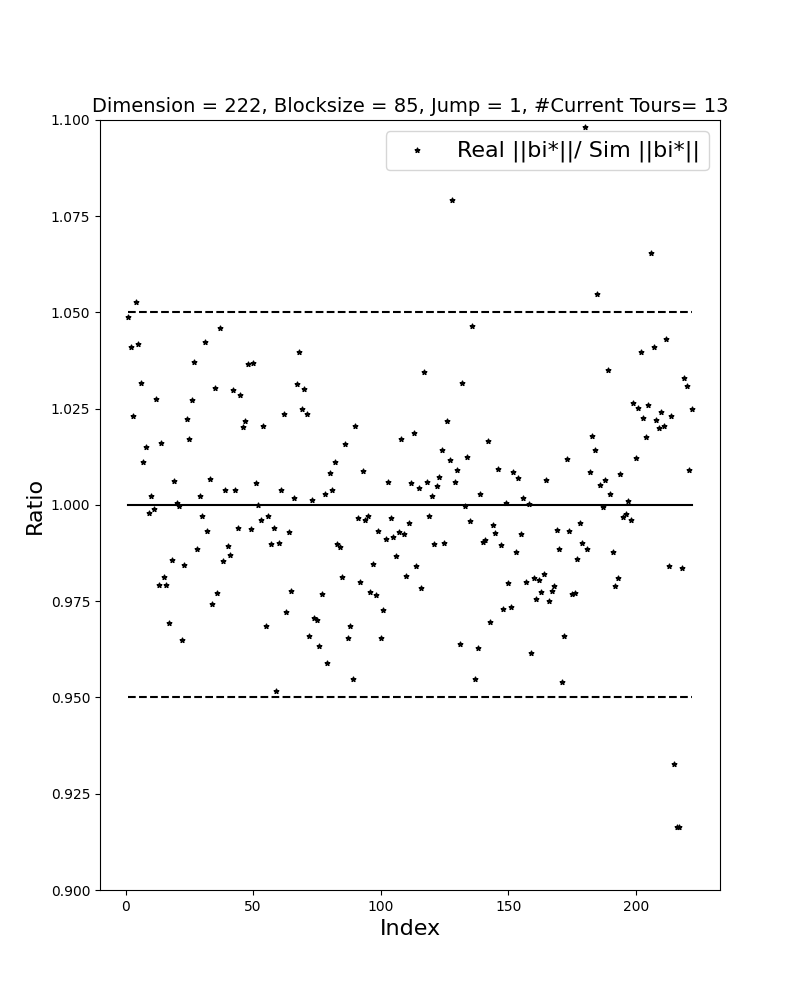 Dimension = 222, Blocksize = 85, Jump = 1, #Current Tours= 13
1.100
Real ||bi*||/ Sim ||bi*||
1.075
1.050
1.025
1.000
Ratio
0.975
0.950
0.925
0.900
0 50 100 150 200
Index